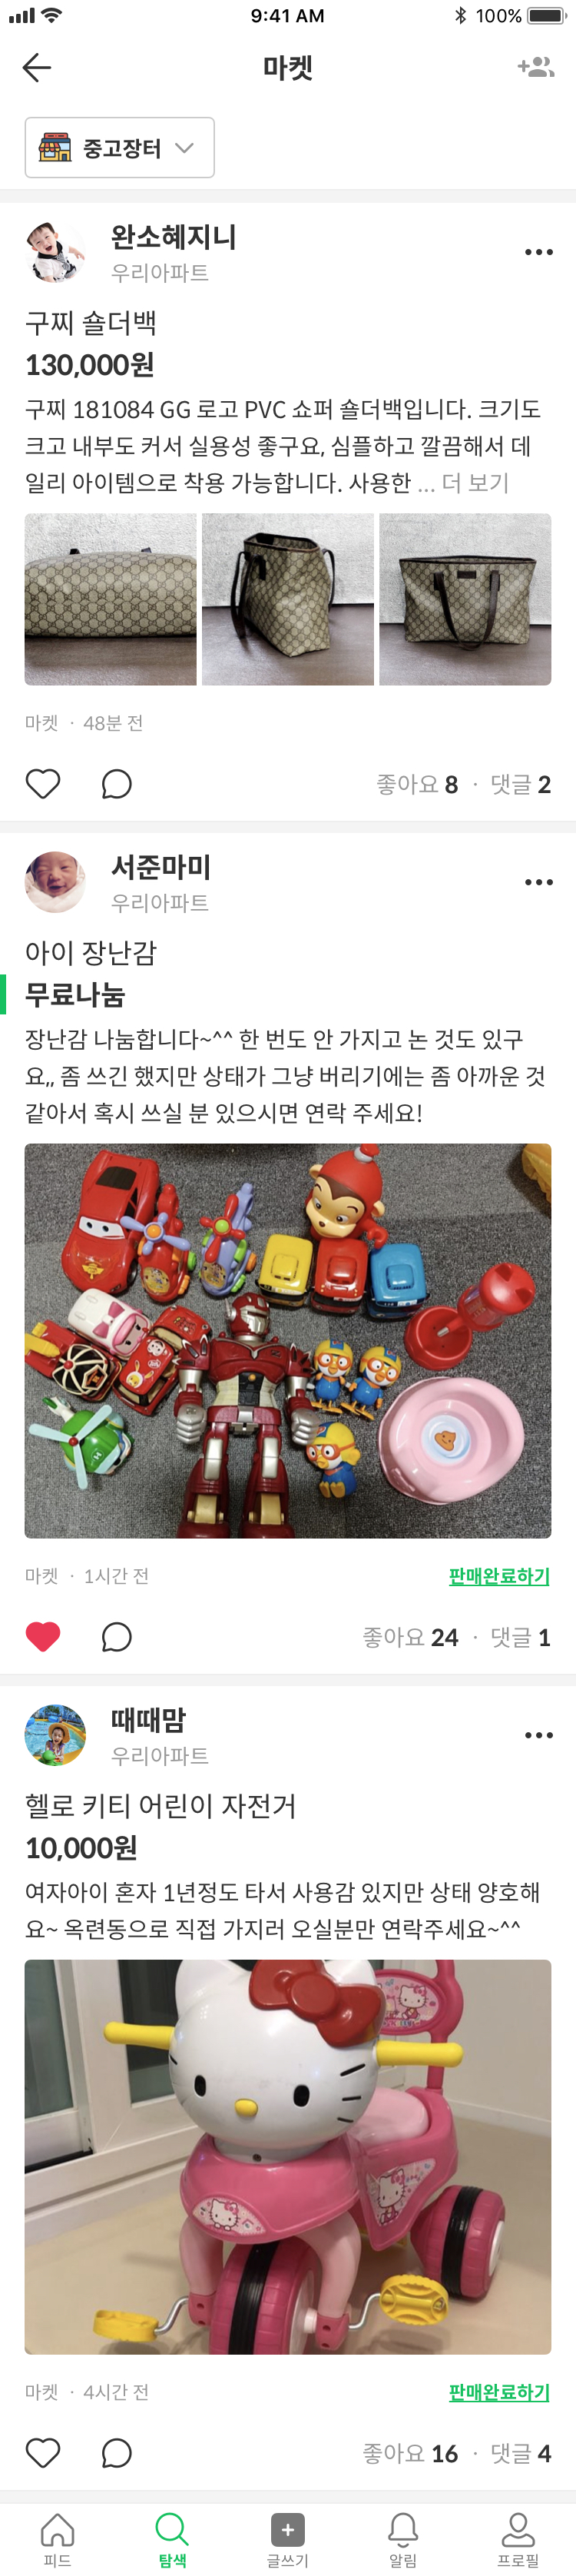 9:41 AM
100%
마켓
중고장터
완소혜지니
우리아파트
구찌 숄더백
130,000원
구찌 181084 GG 로고 PVC 쇼퍼 숄더백입니다. 크기도
크고 내부도 커서 실용성 좋구요, 심플하고 깔끔해서 데
일리 아이템으로 착용 가능합니다. 사용한 ... 더 보기
마켓 · 48분 전
좋아요 8 · 댓글 2
서준마미
우리아파트
아이 장난감
무료나눔
장난감 나눔합니다~^^ 한 번도 안 가지고 논 것도 있구
요,, 좀 쓰긴 했지만 상태가 그냥 버리기에는 좀 아까운 것
같아서 혹시 쓰실 분 있으시면 연락 주세요!
H
마켓 · 1시간 전
판매완료하기
좋아요 24 · 댓글 1
때때맘
우리아파트
헬로 키티 어린이 자전거
10,000원
여자아이 혼자 1년정도 타서 사용감 있지만 상태 양호해
요~ 옥련동으로 직접 가지러 오실분만 연락주세요~^^
마켓 · 4시간 전
판매완료하기
좋아요 16 · 댓글 4
피드
탐색
글쓰기
알림
프로필